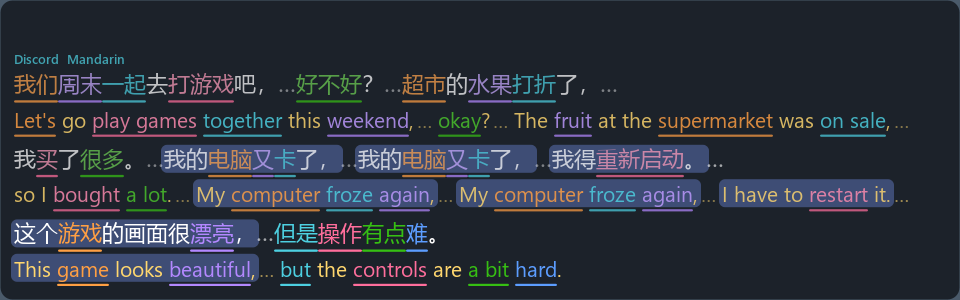 Discord Mandarin
我们周末一起去打游戏吧，…好不好？…超市的水果打折了，…
Let's go play games together this weekend, ... okay? ... The fruit at the supermarket was on sale, ...
我买了很多。…我的电脑又卡了，…我的电脑又卡了，…我得重新启动。…
so I bought a lot. ... My computer froze again, ... My computer froze again, ... I have to restart it. ...
这个游戏的画面很漂亮，…但是操作有点难。
This game looks beautiful, ... but the controls are a bit hard.